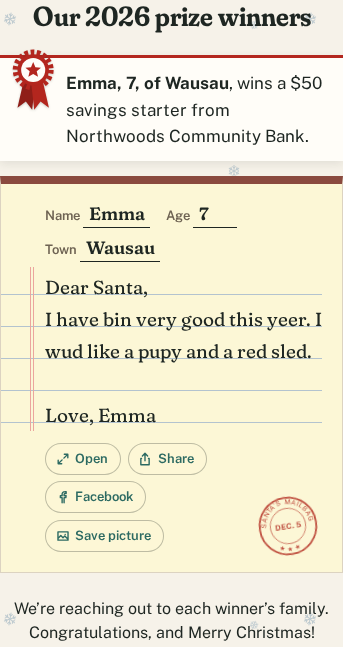 Our 2026 prize winners
Emma, 7, of Wausau, wins a $50
savings starter from
Northwoods Community Bank.
Name Emma Age 7
Town Wausau
Dear Santa,
I have bin very good this yeer. I
wud like a pupy and a red sled.
Love, Emma
Open Share
Facebook
Save picture
SANTA'S MAILBAG
DEC. 5
We’re reaching out to each winner’s family.
Congratulations, and Merry Christmas!